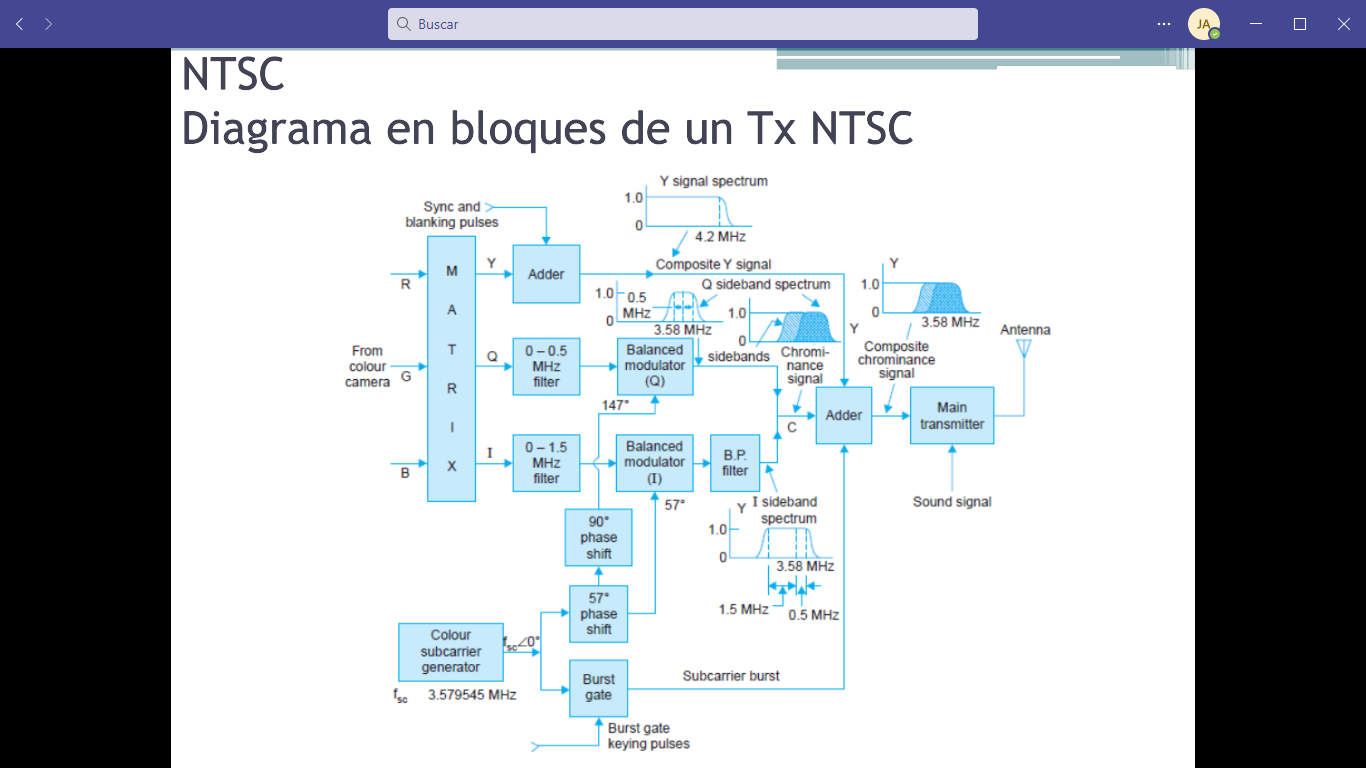 Buscar
JA
NTSC
Diagrama en bloques de un Tx NTSC
Y signal spectrum
1.0
0
4.2 MHz
Sync and
blanking pulses
M
A
T
R
I
X
R
From
colour
camera
G
B
Y
Q
I
Adder
Composite Y signal
Q sideband spectrum
1.0
0.5
MHz
0
3.58 MHz
1.0
0
sidebands
Chromi-
nance
signal
Y
1.0
0
3.58 MHz
Composite
chrominance
signal
Antenna
0 – 0.5
MHz
filter
Balanced
modulator
(Q)
147°
Y
C
Adder
Main
transmitter
Sound signal
0 – 1.5
MHz
filter
Balanced
modulator
(I)
57°
B.P.
filter
I sideband
spectrum
Y
1.0
0
3.58 MHz
1.5 MHz
0.5 MHz
90°
phase
shift
57°
phase
shift
Colour
subcarrier
generator
fsc∠0°
fsc 3.579545 MHz
Burst
gate
Subcarrier burst
Burst gate
keying pulses